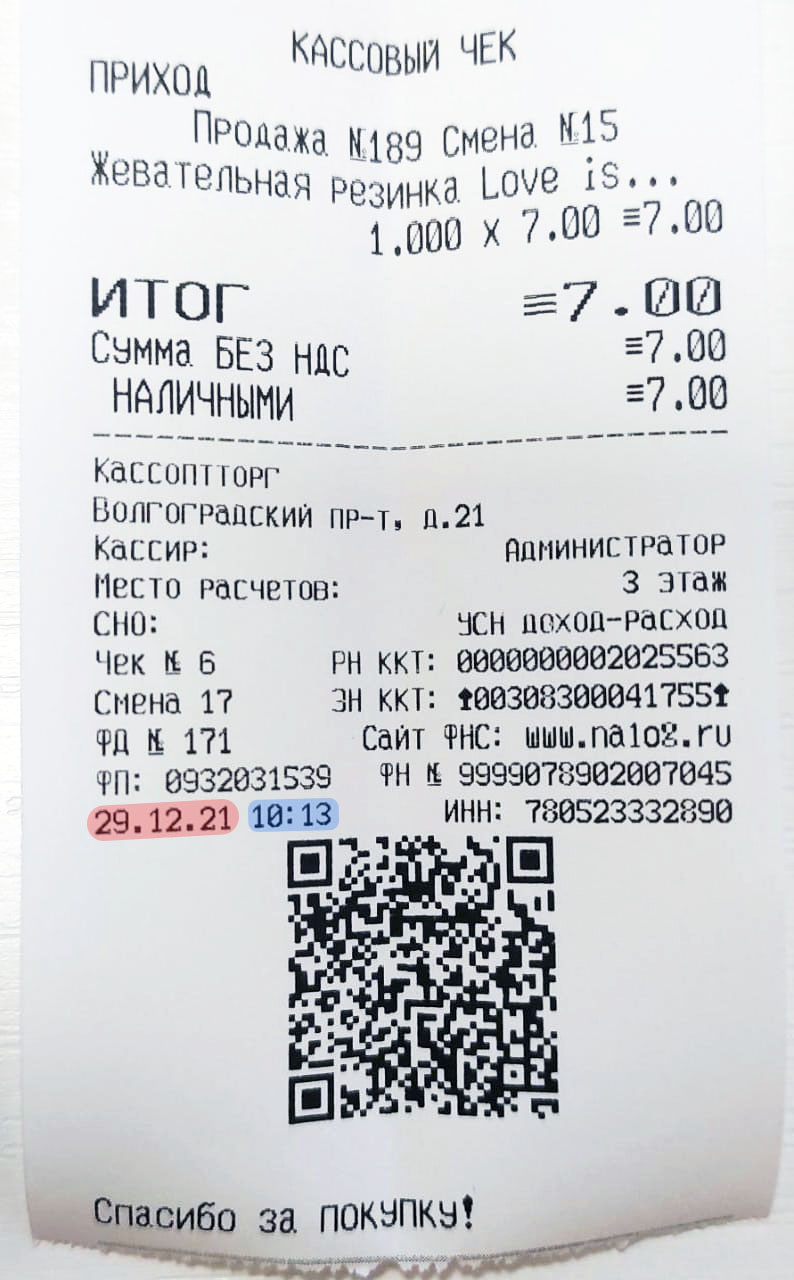 КАССОВЫЙ ЧЕК
ПРИХОД
Продажа №189 Смена №15
Жевательная резинка Love is...
1.000 x 7.00 ≡7.00
ИТОГ ≡7.00
Сумма БЕЗ НДС ≡7.00
НАЛИЧНЫМИ ≡7.00
Кассоптторг
Волгоградский пр-т, д.21
Кассир: Администратор
Место расчетов: 3 этаж
СНО: УСН доход-расход
Чек № 6 РН ККТ: 0000000002025563
Смена 17 ЗН ККТ: ⬆00308300041755⬆
ФД № 171 Сайт ФНС: www.nalog.ru
ФП: 0932031539 ФН № 9999078902007045
29.12.21 10:13 ИНН: 780523332890
Спасибо за покупку!